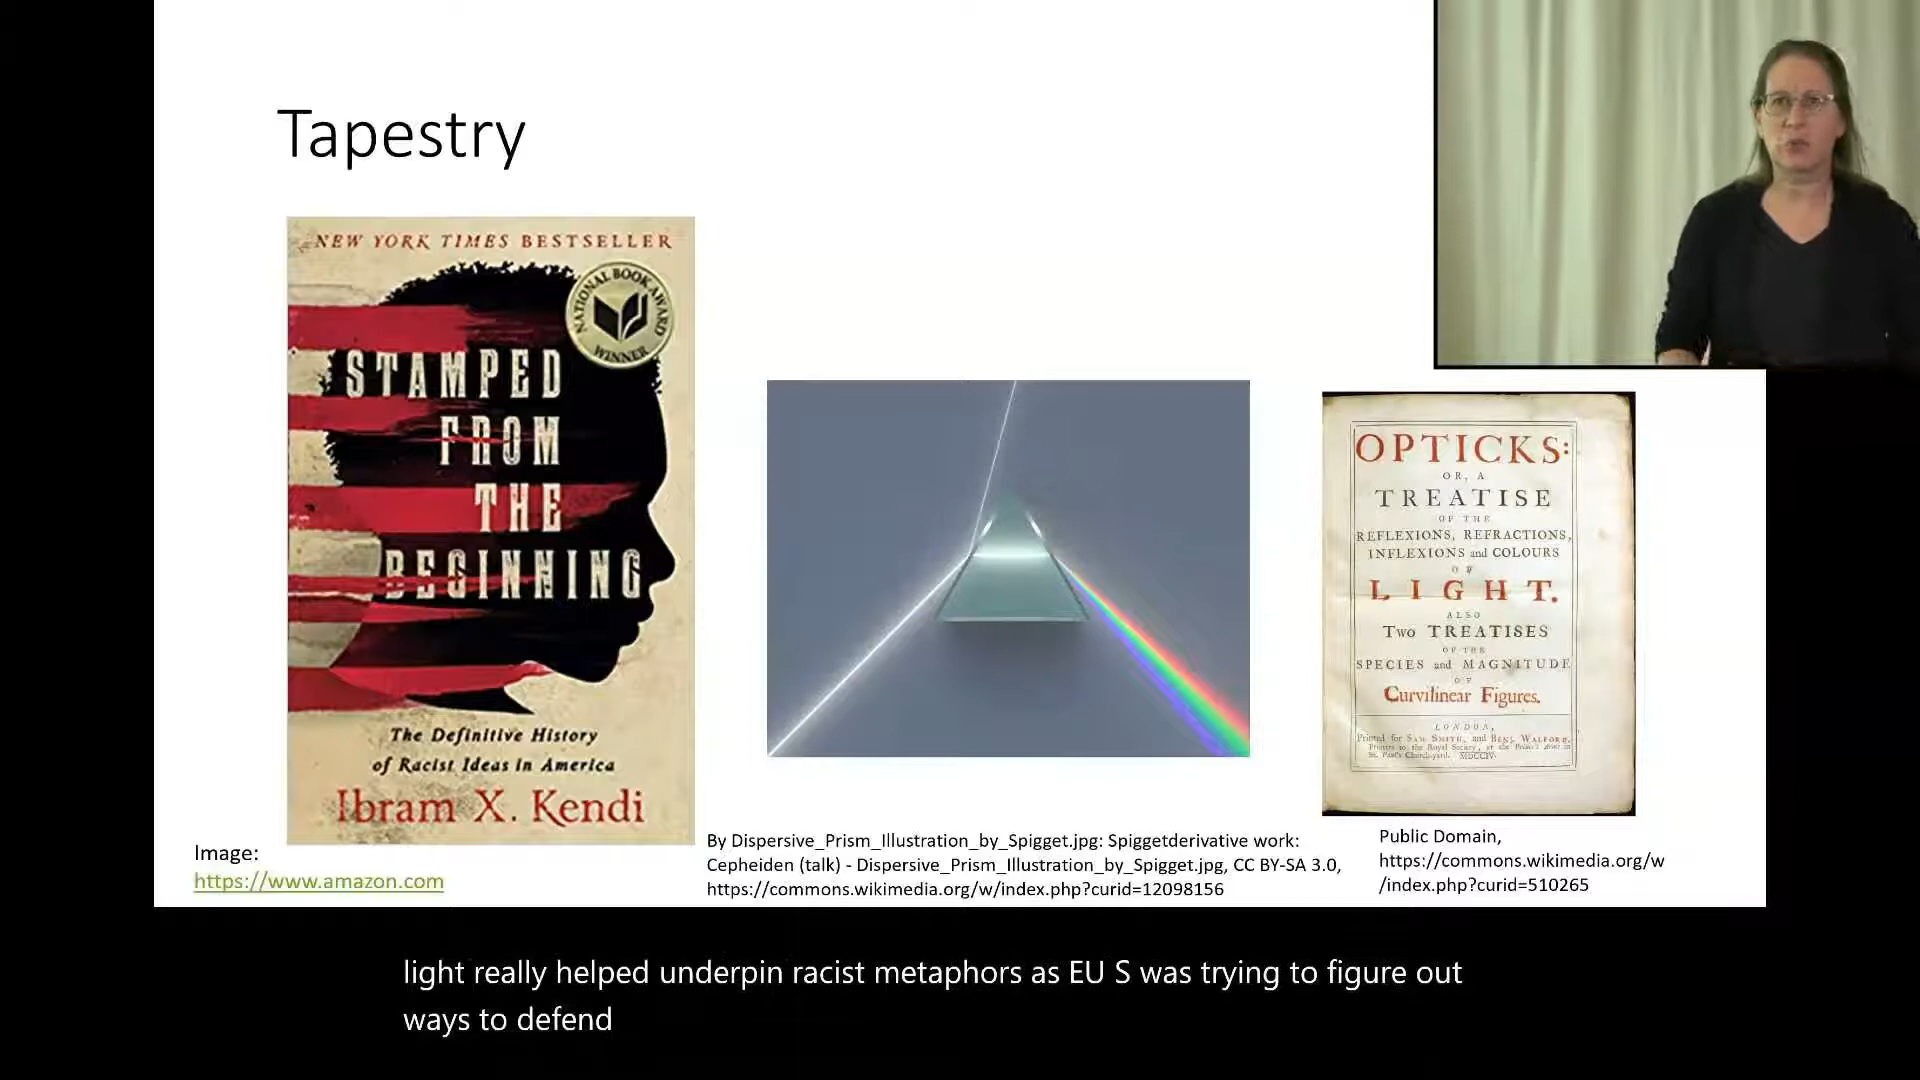 Tapestry
NEW YORK TIMES BESTSELLER
NATIONAL BOOK AWARD
WINNER
STAMPED
FROM
THE
BEGINNING
The Definitive History
of Racist Ideas in America
Ibram X. Kendi
Image:
https://www.amazon.com
By Dispersive_Prism_Illustration_by_Spigget.jpg: Spiggetderivative work:
Cepheiden (talk) - Dispersive_Prism_Illustration_by_Spigget.jpg, CC BY-SA 3.0,
https://commons.wikimedia.org/w/index.php?curid=12098156
OPTICKS:
OR, A
TREATISE
OF THE
REFLEXIONS, REFRACTIONS,
INFLEXIONS and COLOURS
OF
LIGHT.
ALSO
Two TREATISES
OF THE
SPECIES and MAGNITUDE
OF
Curvilinear Figures.
LONDON,
Printed for SAM. SMITH, and BENJ. WALFORD,
Printers to the Royal Society, at the Prince's Arms in
St. Paul's Church-yard. MDCCIV.
Public Domain,
https://commons.wikimedia.org/w
/index.php?curid=510265
light really helped underpin racist metaphors as EU S was trying to figure out
ways to defend